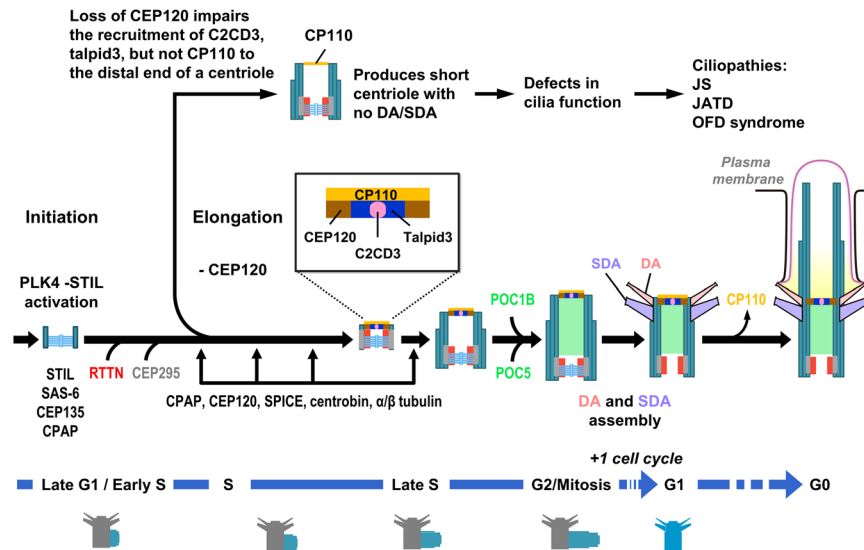 Loss of CEP120 impairs
the recruitment of C2CD3,
talpid3, but not CP110 to
the distal end of a centriole
CP110
Produces short
centriole with
no DA/SDA
Defects in
cilia function
Ciliopathies:
JS
JATD
OFD syndrome
Plasma
membrane
Initiation
Elongation
CP110
CEP120
Talpid3
C2CD3
- CEP120
PLK4 -STIL
activation
SDA
DA
POC1B
CP110
STIL
SAS-6
CEP135
CPAP
RTTN
CEP295
POC5
CPAP, CEP120, SPICE, centrobin, α/β tubulin
DA and SDA
assembly
+1 cell cycle
Late G1 / Early S
S
Late S
G2/Mitosis
G1
G0